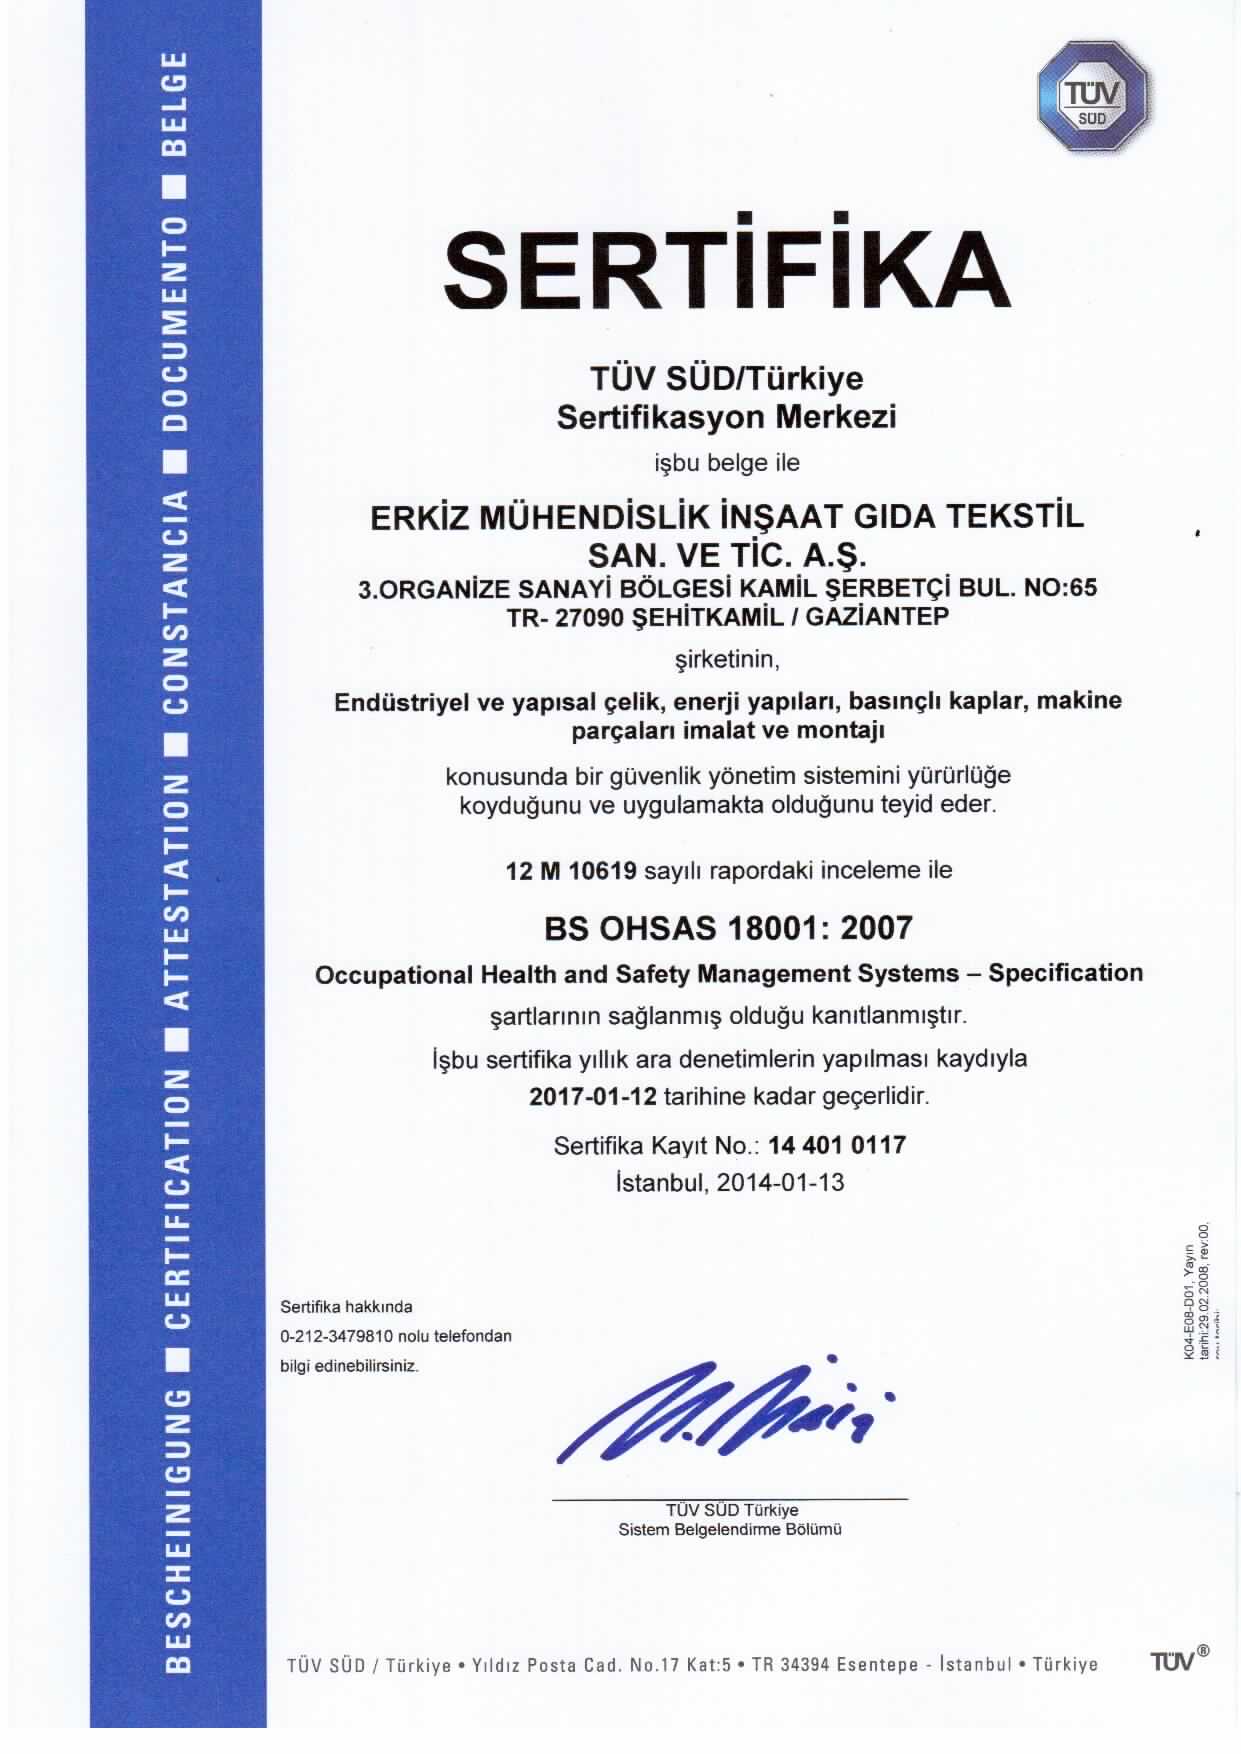 TÜV
SÜD
BESCHEINIGUNG ■ CERTIFICATION ■ ATTESTATION ■ CONSTANCIA ■ DOCUMENTO ■ BELGE
SERTİFİKA
TÜV SÜD/Türkiye
Sertifikasyon Merkezi
işbu belge ile
ERKİZ MÜHENDİSLİK İNŞAAT GIDA TEKSTİL
SAN. VE TİC. A.Ş.
3.ORGANİZE SANAYİ BÖLGESİ KAMİL ŞERBETÇİ BUL. NO:65
TR- 27090 ŞEHİTKAMİL / GAZİANTEP
şirketinin,
Endüstriyel ve yapısal çelik, enerji yapıları, basınçlı kaplar, makine
parçaları imalat ve montajı
konusunda bir güvenlik yönetim sistemini yürürlüğe
koyduğunu ve uygulamakta olduğunu teyid eder.
12 M 10619 sayılı rapordaki inceleme ile
BS OHSAS 18001: 2007
Occupational Health and Safety Management Systems – Specification
şartlarının sağlanmış olduğu kanıtlanmıştır.
İşbu sertifika yıllık ara denetimlerin yapılması kaydıyla
2017-01-12 tarihine kadar geçerlidir.
Sertifika Kayıt No.: 14 401 0117
İstanbul, 2014-01-13
K04-E08-D01, Yayın
tarihi:29.02.2008, rev:00,
Sertifika hakkında
0-212-3479810 nolu telefondan
bilgi edinebilirsiniz.
TÜV SÜD Türkiye
Sistem Belgelendirme Bölümü
TÜV SÜD / Türkiye • Yıldız Posta Cad. No.17 Kat:5 • TR 34394 Esentepe - İstanbul • Türkiye
TÜV®